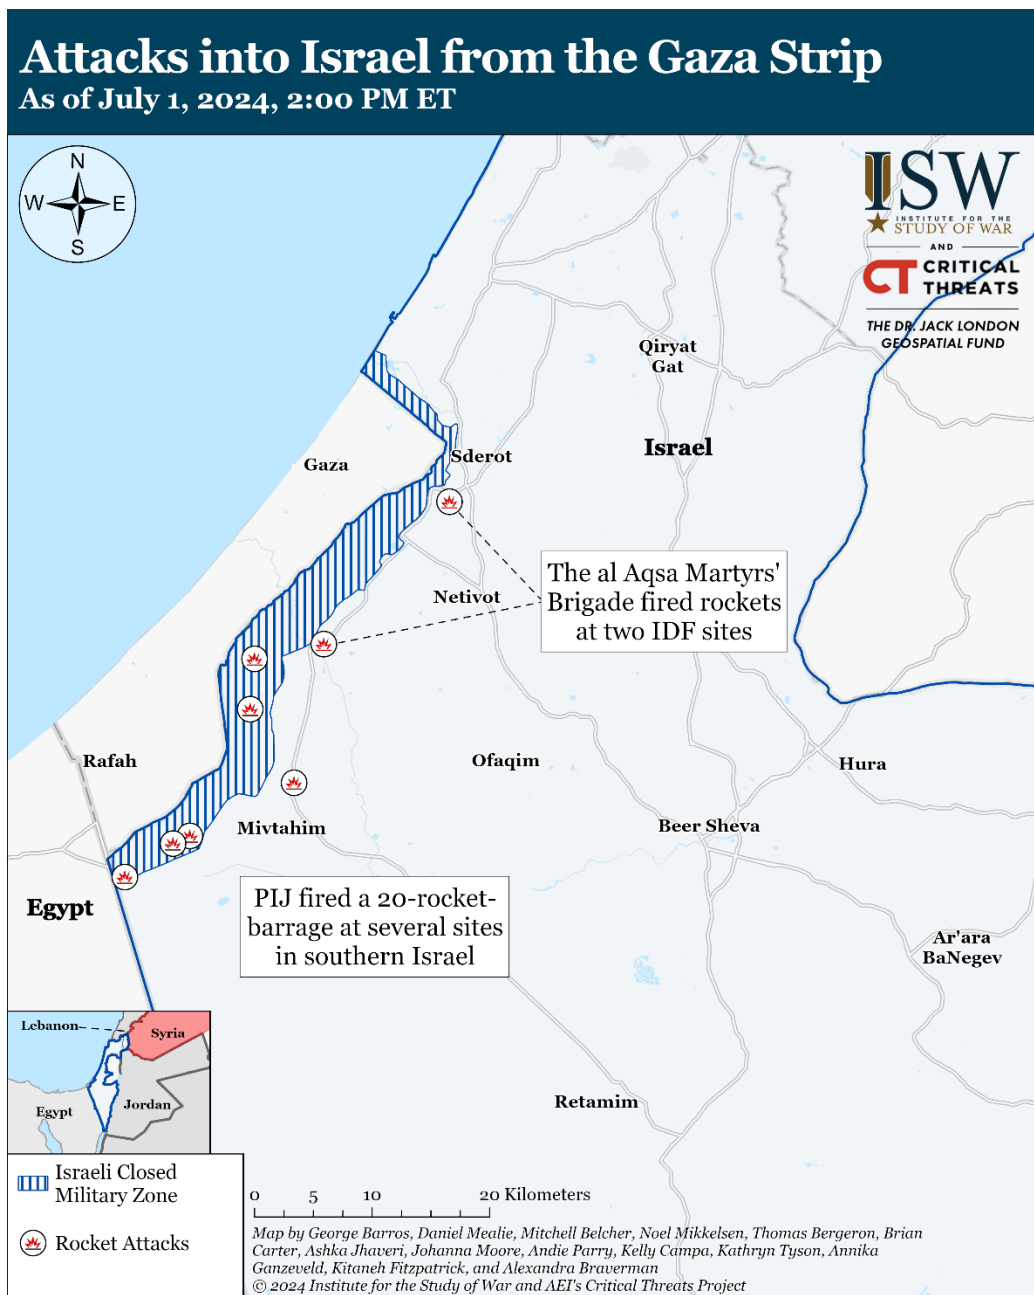 Attacks into Israel from the Gaza Strip
As of July 1, 2024, 2:00 PM ET
N
W E
S
ISW
INSTITUTE FOR THE
STUDY OF WAR
AND
CT CRITICAL
THREATS
THE DR. JACK LONDON
GEOSPATIAL FUND
Qiryat
Gat
Israel
Gaza
Sderot
The al Aqsa Martyrs'
Brigade fired rockets
at two IDF sites
Netivot
Rafah
Ofaqim
Hura
Mivtahim
Beer Sheva
PIJ fired a 20-rocket-
barrage at several sites
in southern Israel
Egypt
Ar'ara
BaNegev
Lebanon
Syria
Egypt
Jordan
Retamim
Israeli Closed
Military Zone
Rocket Attacks
0 5 10 20 Kilometers
Map by George Barros, Daniel Mealie, Mitchell Belcher, Noel Mikkelsen, Thomas Bergeron, Brian
Carter, Ashka Jhaveri, Johanna Moore, Andie Parry, Kelly Campa, Kathryn Tyson, Annika
Ganzeveld, Kitaneh Fitzpatrick, and Alexandra Braverman
© 2024 Institute for the Study of War and AEI's Critical Threats Project